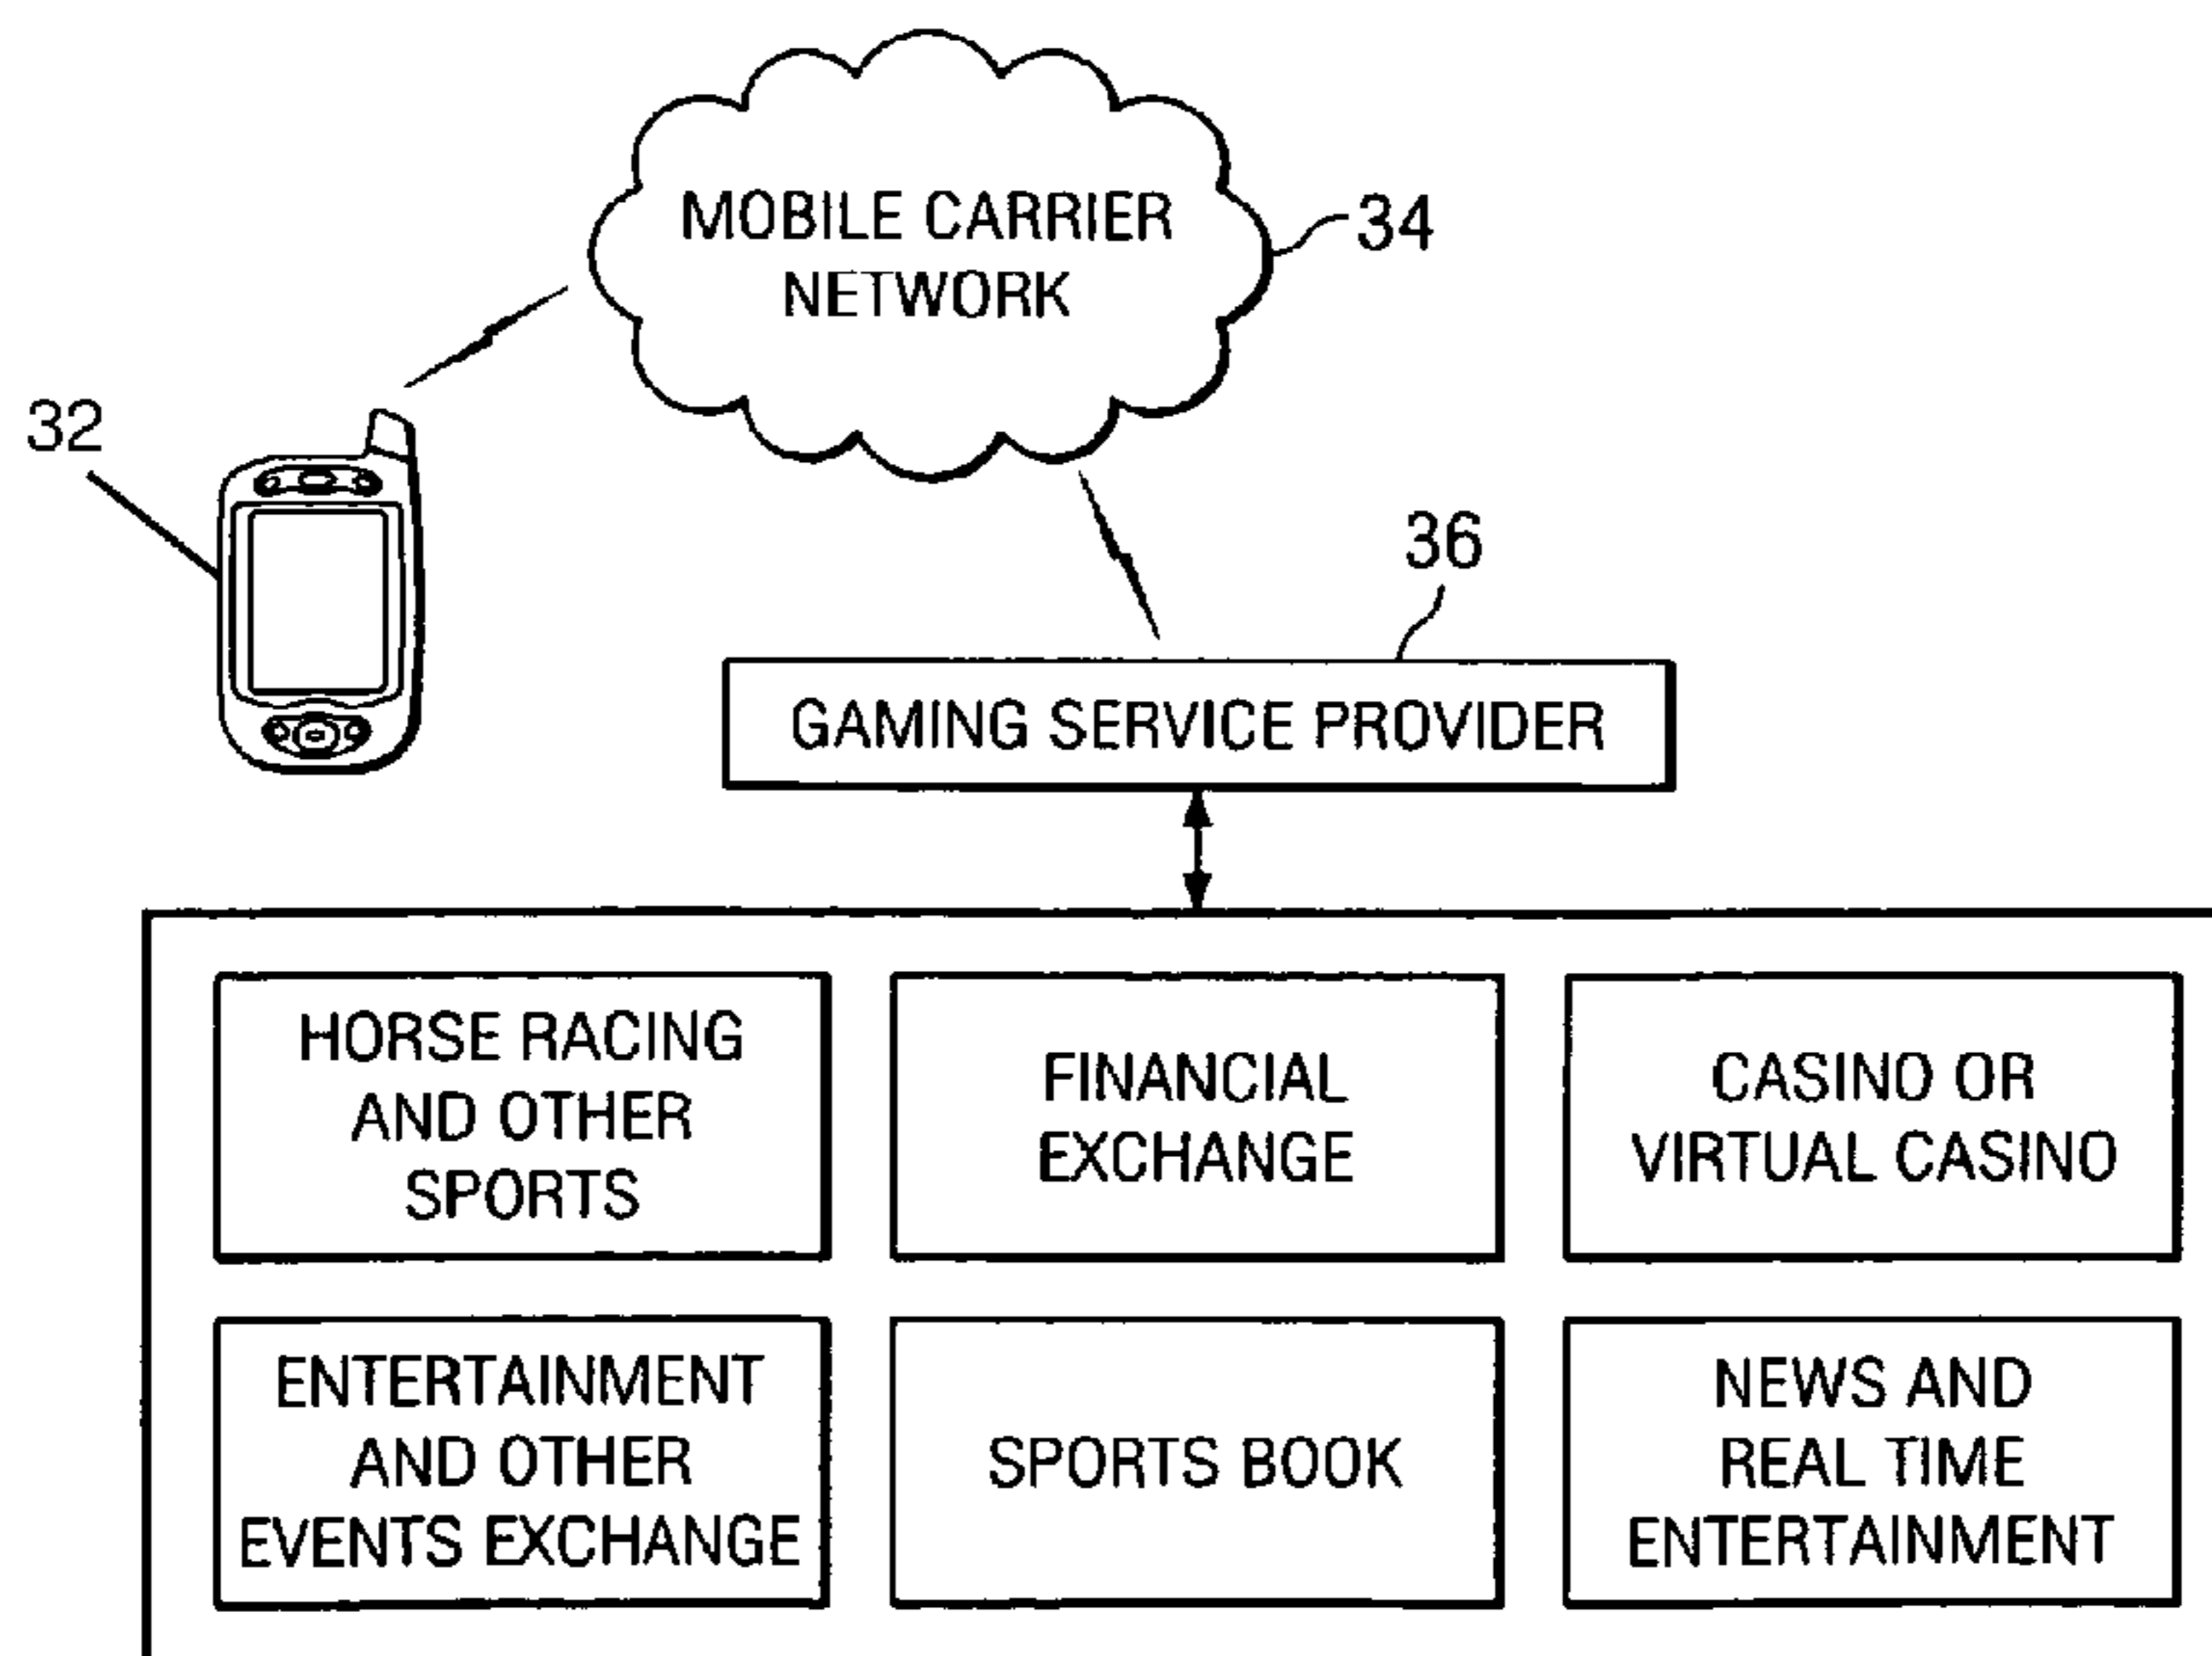 MOBILE CARRIER
NETWORK
34
32
36
GAMING SERVICE PROVIDER
HORSE RACING
AND OTHER
SPORTS
FINANCIAL
EXCHANGE
CASINO OR
VIRTUAL CASINO
ENTERTAINMENT
AND OTHER
EVENTS EXCHANGE
SPORTS BOOK
NEWS AND
REAL TIME
ENTERTAINMENT